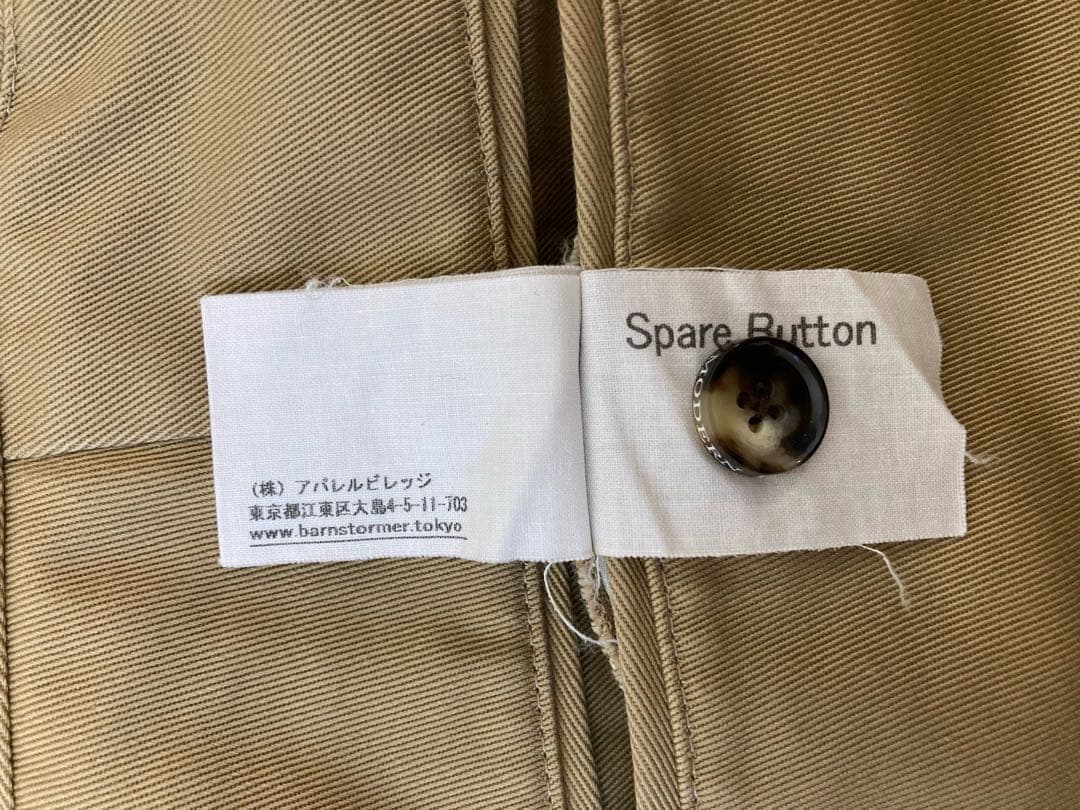 (株) アパレルビレッジ
東京都江東区大島4-5-11-703
www.barnstormer.tokyo
Spare Button
MODERN